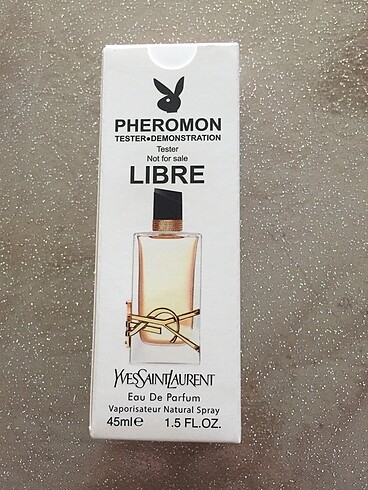 PHEROMON
TESTER●DEMONSTRATION
Tester
Not for sale
LIBRE
YVESSAINTLAURENT
Eau De Parfum
Vaporisateur Natural Spray
45ml℮ 1.5 FL.OZ.